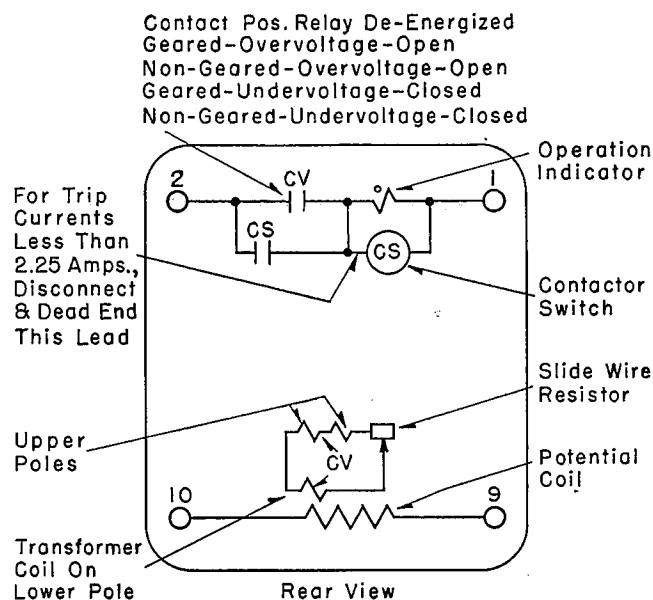 Contact Pos. Relay De-Energized
Geared-Overvoltage-Open
Non-Geared-Overvoltage-Open
Geared-Undervoltage-Closed
Non-Geared-Undervoltage-Closed
2
CV
1
Operation
Indicator
For Trip
Currents
Less Than
2.25 Amps.,
Disconnect
& Dead End
This Lead
CS
CS
Contactor
Switch
Slide Wire
Resistor
Upper
Poles
CV
Potential
Coil
10
9
Transformer
Coil On
Lower Pole
Rear View